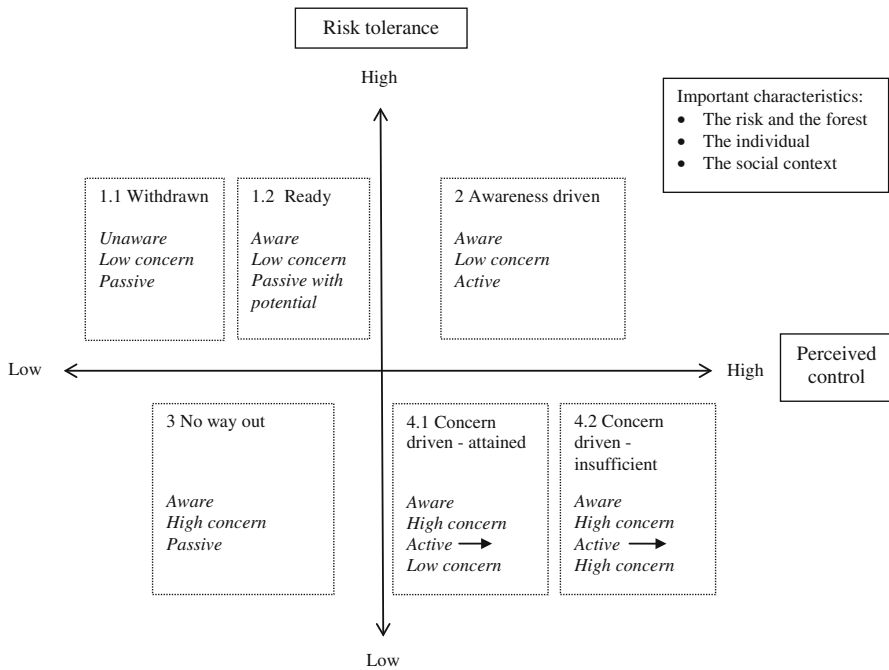 Risk tolerance
High
Important characteristics:
• The risk and the forest
• The individual
• The social context
1.1 Withdrawn
Unaware
Low concern
Passive
1.2 Ready
Aware
Low concern
Passive with
potential
2 Awareness driven
Aware
Low concern
Active
Low
High
Perceived
control
3 No way out
Aware
High concern
Passive
4.1 Concern
driven - attained
Aware
High concern
Active
Low concern
4.2 Concern
driven -
insufficient
Aware
High concern
Active
High concern
Low